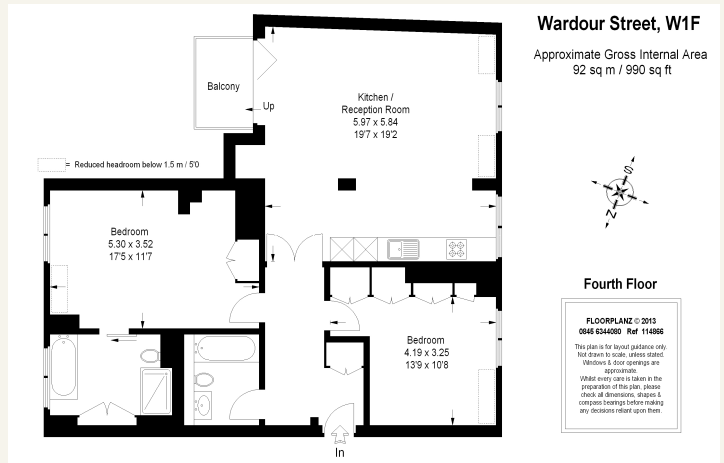 Wardour Street, W1F
Approximate Gross Internal Area
92 sq m / 990 sq ft
Balcony
Up
Kitchen /
Reception Room
5.97 x 5.84
19'7 x 19'2
= Reduced headroom below 1.5 m / 5'0
S
N
Bedroom
5.30 x 3.52
17'5 x 11'7
Bedroom
4.19 x 3.25
13'9 x 10'8
In
Fourth Floor
FLOORPLANZ © 2013
0845 6344080 Ref 114866
This plan is for layout guidance only.
Not drawn to scale, unless stated.
Windows & door openings are
approximate.
Whilst every care is taken in the
preparation of this plan, please
check all dimensions, shapes &
compass bearings before making
any decisions reliant upon them.